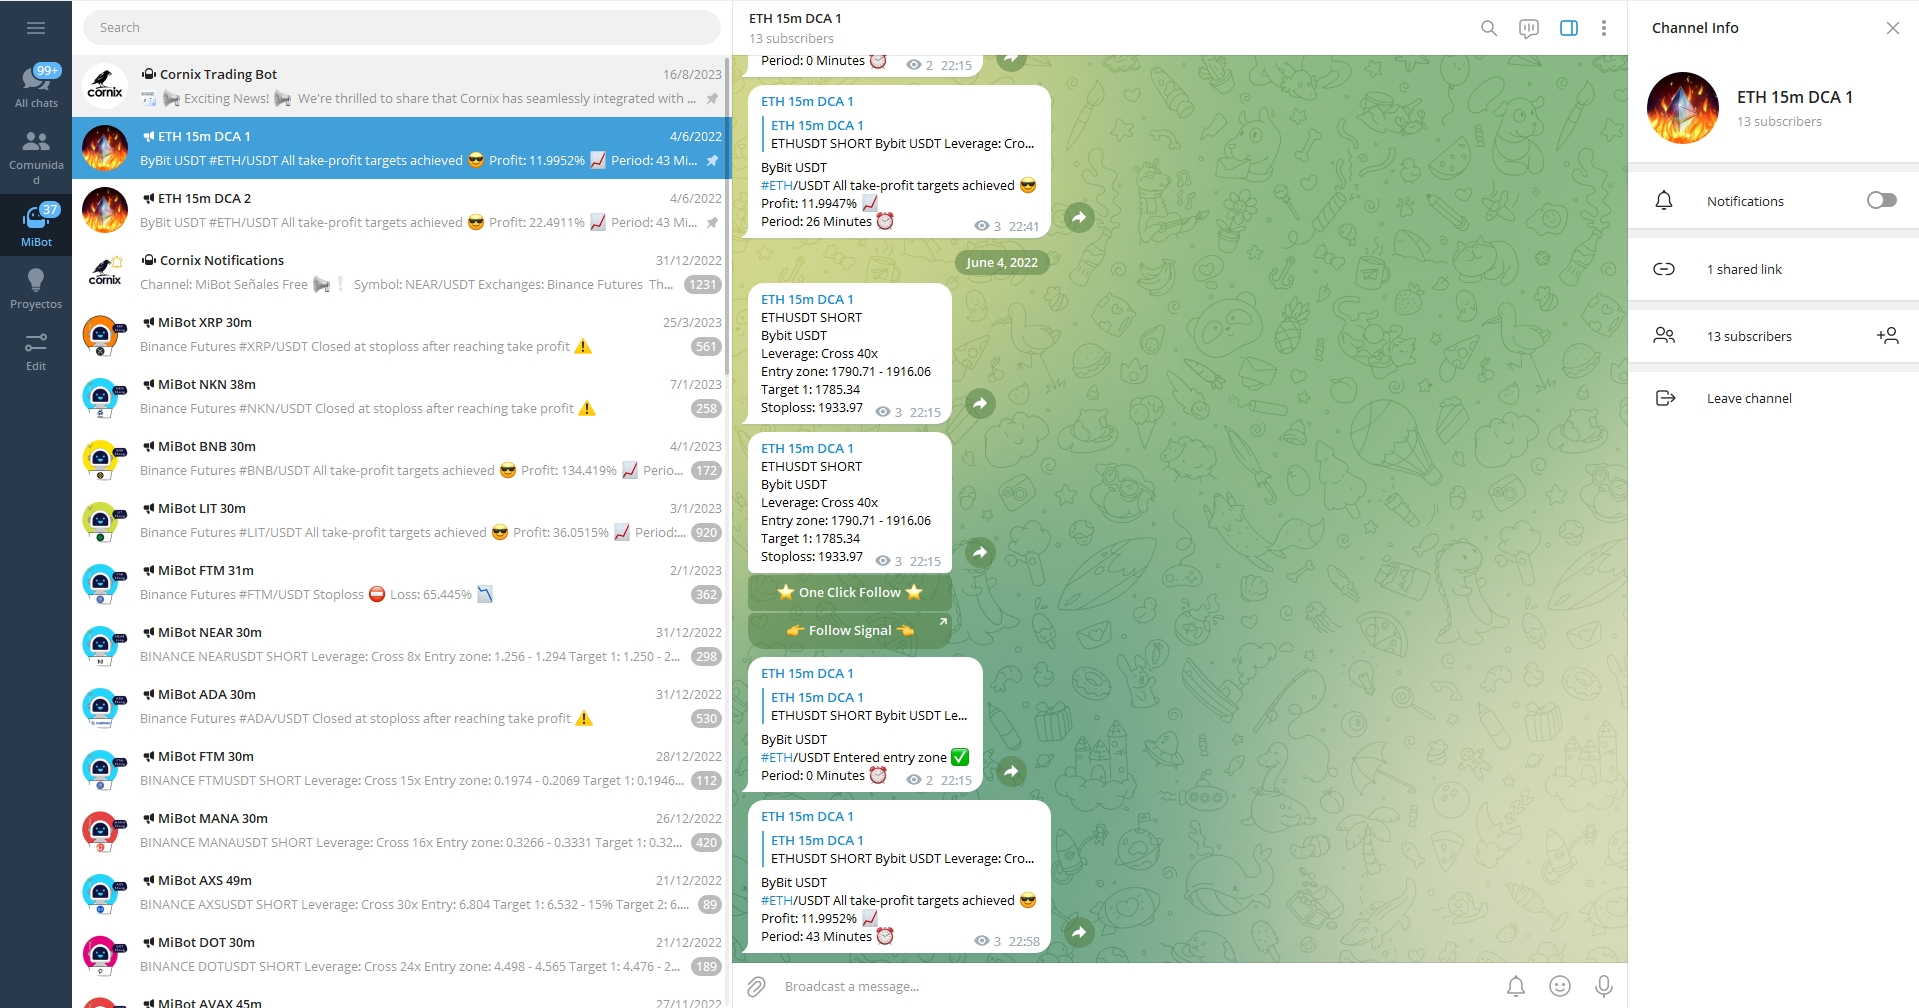 99+
All chats
Comunida
d
37
MiBot
Proyectos
Edit
Search
cornix
Cornix Trading Bot
16/8/2023
Exciting News! We're thrilled to share that Cornix has seamlessly integrated with ...
ETH 15m DCA 1
4/6/2022
ByBit USDT #ETH/USDT All take-profit targets achieved 😎 Profit: 11.9952% 📈 Period: 43 Mi...
ETH 15m DCA 2
4/6/2022
ByBit USDT #ETH/USDT All take-profit targets achieved 😎 Profit: 22.4911% 📈 Period: 43 Mi...
cornix
Cornix Notifications
31/12/2022
Channel: MiBot Señales Free Symbol: NEAR/USDT Exchanges: Binance Futures Th...
1231
MiBot XRP 30m
25/3/2023
Binance Futures #XRP/USDT Closed at stoploss after reaching take profit ⚠️
561
MiBot NKN 38m
7/1/2023
Binance Futures #NKN/USDT Closed at stoploss after reaching take profit ⚠️
258
MiBot BNB 30m
4/1/2023
Binance Futures #BNB/USDT All take-profit targets achieved 😎 Profit: 134.419% 📈 Perio...
172
MiBot LIT 30m
3/1/2023
Binance Futures #LIT/USDT All take-profit targets achieved 😎 Profit: 36.0515% 📈 Period:...
920
MiBot FTM 31m
2/1/2023
Binance Futures #FTM/USDT Stoploss ⛔ Loss: 65.445% 📉
362
MiBot NEAR 30m
31/12/2022
BINANCE NEARUSDT SHORT Leverage: Cross 8x Entry zone: 1.256 - 1.294 Target 1: 1.250 - 2...
298
MiBot ADA 30m
31/12/2022
Binance Futures #ADA/USDT Closed at stoploss after reaching take profit ⚠️
530
MiBot FTM 30m
28/12/2022
BINANCE FTMUSDT SHORT Leverage: Cross 15x Entry zone: 0.1974 - 0.2069 Target 1: 0.1946...
112
MiBot MANA 30m
26/12/2022
BINANCE MANAUSDT SHORT Leverage: Cross 16x Entry zone: 0.3266 - 0.3331 Target 1: 0.32...
420
MiBot AXS 49m
21/12/2022
BINANCE AXSUSDT SHORT Leverage: Cross 30x Entry: 6.804 Target 1: 6.532 - 15% Target 2: 6....
89
MiBot DOT 30m
21/12/2022
BINANCE DOTUSDT SHORT Leverage: Cross 24x Entry zone: 4.498 - 4.565 Target 1: 4.476 - 2...
189
MiBot AVAX 45m
27/11/2022
ETH 15m DCA 1
13 subscribers
Period: 0 Minutes ⏰ 2 22:15
ETH 15m DCA 1
ETH 15m DCA 1
ETHUSDT SHORT Bybit USDT Leverage: Cro...
ByBit USDT
#ETH/USDT All take-profit targets achieved 😎
Profit: 11.9947% 📈
Period: 26 Minutes ⏰ 3 22:41
June 4, 2022
ETH 15m DCA 1
ETHUSDT SHORT
Bybit USDT
Leverage: Cross 40x
Entry zone: 1790.71 - 1916.06
Target 1: 1785.34
Stoploss: 1933.97 3 22:15
ETH 15m DCA 1
ETHUSDT SHORT
Bybit USDT
Leverage: Cross 40x
Entry zone: 1790.71 - 1916.06
Target 1: 1785.34
Stoploss: 1933.97 3 22:15
⭐ One Click Follow ⭐
👉 Follow Signal 👈
ETH 15m DCA 1
ETH 15m DCA 1
ETHUSDT SHORT Bybit USDT Le...
ByBit USDT
#ETH/USDT Entered entry zone ✅
Period: 0 Minutes ⏰ 2 22:15
ETH 15m DCA 1
ETH 15m DCA 1
ETHUSDT SHORT Bybit USDT Leverage: Cro...
ByBit USDT
#ETH/USDT All take-profit targets achieved 😎
Profit: 11.9952% 📈
Period: 43 Minutes ⏰ 3 22:58
Broadcast a message...
Channel Info
ETH 15m DCA 1
13 subscribers
Notifications
1 shared link
13 subscribers
Leave channel